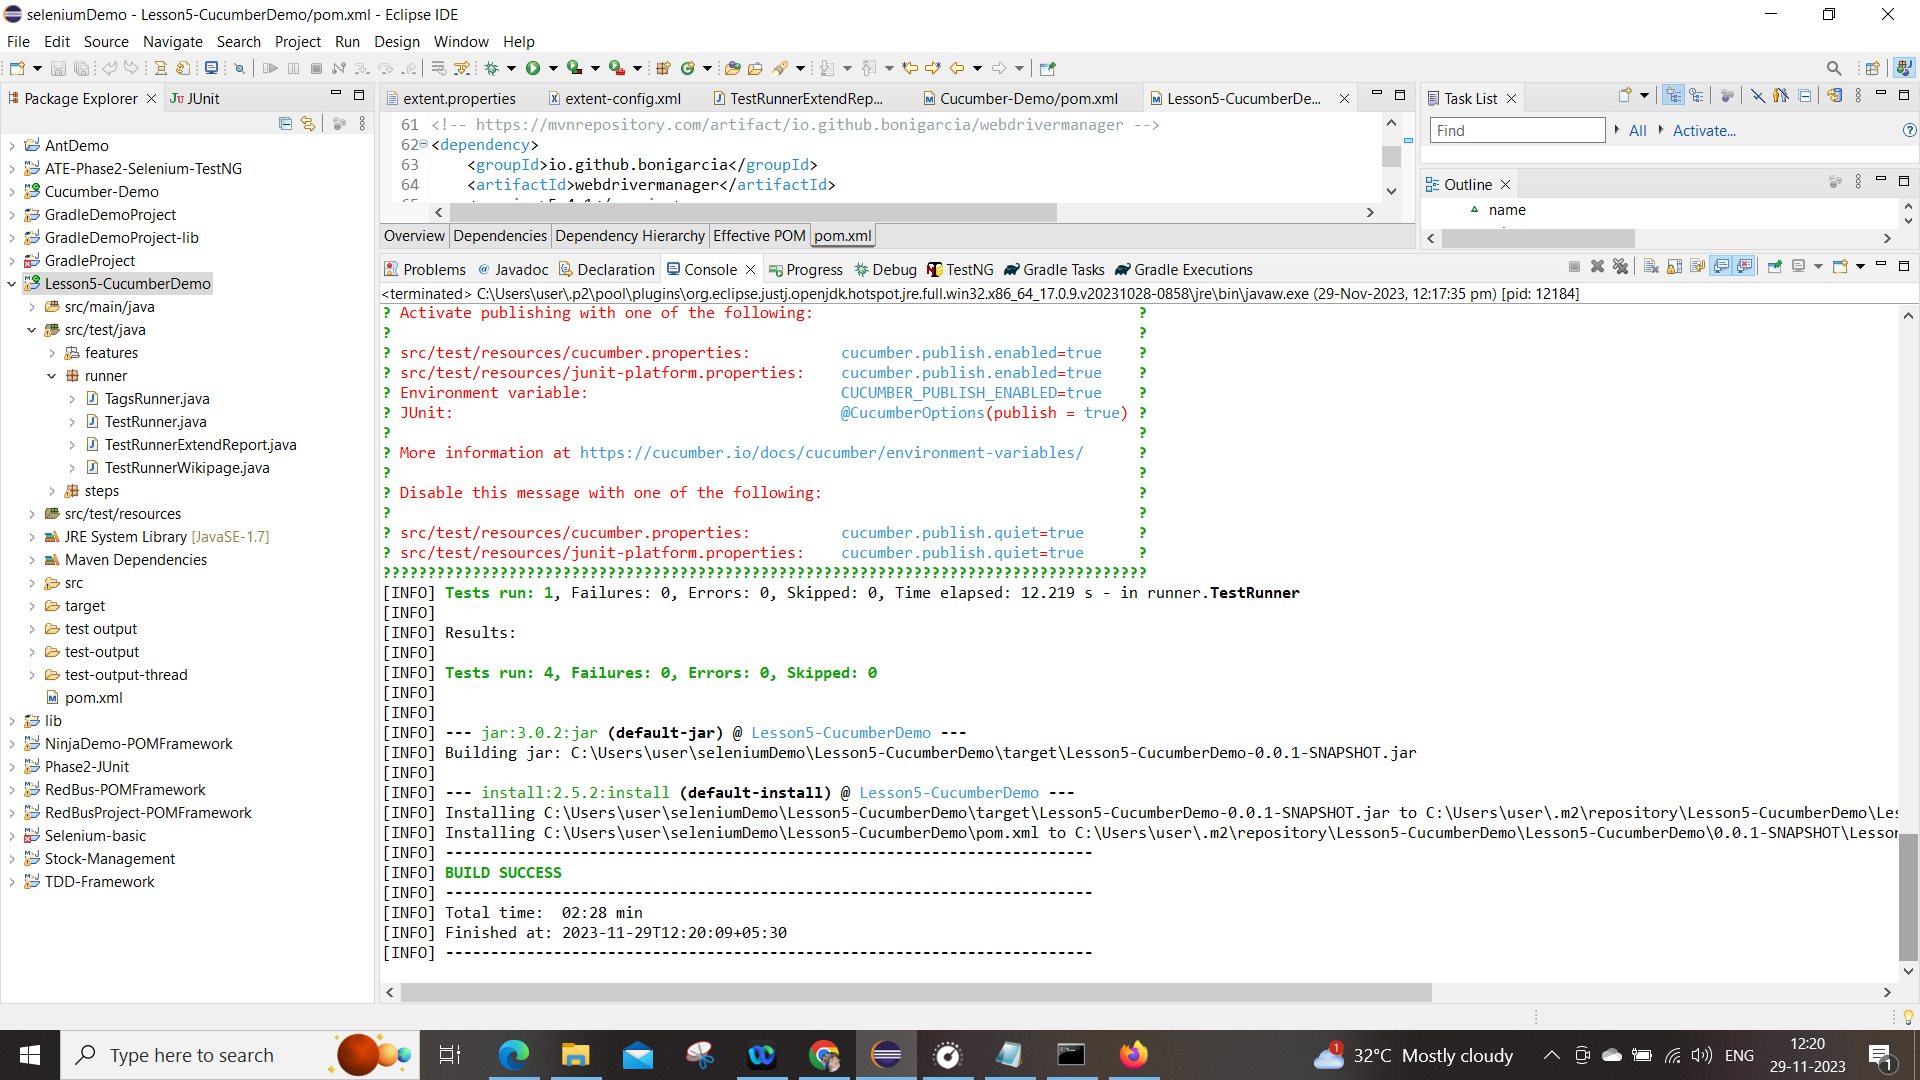 seleniumDemo - Lesson5-CucumberDemo/pom.xml - Eclipse IDE
File Edit Source Navigate Search Project Run Design Window Help
Package Explorer JUnit
AntDemo
ATE-Phase2-Selenium-TestNG
Cucumber-Demo
GradleDemoProject
GradleDemoProject-lib
GradleProject
Lesson5-CucumberDemo
src/main/java
src/test/java
features
runner
TagsRunner.java
TestRunner.java
TestRunnerExtendReport.java
TestRunnerWikipage.java
steps
src/test/resources
JRE System Library [JavaSE-1.7]
Maven Dependencies
src
target
test output
test-output
test-output-thread
pom.xml
lib
NinjaDemo-POMFramework
Phase2-JUnit
RedBus-POMFramework
RedBusProject-POMFramework
Selenium-basic
Stock-Management
TDD-Framework
extent.properties extent-config.xml TestRunnerExtendRep... Cucumber-Demo/pom.xml Lesson5-CucumberDe...
61 <!-- https://mvnrepository.com/artifact/io.github.bonigarcia/webdrivermanager -->
62 <dependency>
63 <groupId>io.github.bonigarcia</groupId>
64 <artifactId>webdrivermanager</artifactId>
Overview Dependencies Dependency Hierarchy Effective POM pom.xml
Task List
Find All Activate...
Outline
name
Problems Javadoc Declaration Console Progress Debug TestNG Gradle Tasks Gradle Executions
<terminated> C:\Users\user\.p2\pool\plugins\org.eclipse.justj.openjdk.hotspot.jre.full.win32.x86_64_17.0.9.v20231028-0858\jre\bin\javaw.exe (29-Nov-2023, 12:17:35 pm) [pid: 12184]
? Activate publishing with one of the following: ?
? ?
? src/test/resources/cucumber.properties: cucumber.publish.enabled=true ?
? src/test/resources/junit-platform.properties: cucumber.publish.enabled=true ?
? Environment variable: CUCUMBER_PUBLISH_ENABLED=true ?
? JUnit: @CucumberOptions(publish = true) ?
? ?
? More information at https://cucumber.io/docs/cucumber/environment-variables/ ?
? ?
? Disable this message with one of the following: ?
? ?
? src/test/resources/cucumber.properties: cucumber.publish.quiet=true ?
? src/test/resources/junit-platform.properties: cucumber.publish.quiet=true ?
?????????????????????????????????????????????????????????????????????????????????????
[INFO] Tests run: 1, Failures: 0, Errors: 0, Skipped: 0, Time elapsed: 12.219 s - in runner.TestRunner
[INFO]
[INFO] Results:
[INFO]
[INFO] Tests run: 4, Failures: 0, Errors: 0, Skipped: 0
[INFO]
[INFO]
[INFO] --- jar:3.0.2:jar (default-jar) @ Lesson5-CucumberDemo ---
[INFO] Building jar: C:\Users\user\seleniumDemo\Lesson5-CucumberDemo\target\Lesson5-CucumberDemo-0.0.1-SNAPSHOT.jar
[INFO]
[INFO] --- install:2.5.2:install (default-install) @ Lesson5-CucumberDemo ---
[INFO] Installing C:\Users\user\seleniumDemo\Lesson5-CucumberDemo\target\Lesson5-CucumberDemo-0.0.1-SNAPSHOT.jar to C:\Users\user\.m2\repository\Lesson5-CucumberDemo\Les
[INFO] Installing C:\Users\user\seleniumDemo\Lesson5-CucumberDemo\pom.xml to C:\Users\user\.m2\repository\Lesson5-CucumberDemo\Lesson5-CucumberDemo\0.0.1-SNAPSHOT\Lesson
[INFO] ------------------------------------------------------------------------
[INFO] BUILD SUCCESS
[INFO] ------------------------------------------------------------------------
[INFO] Total time: 02:28 min
[INFO] Finished at: 2023-11-29T12:20:09+05:30
[INFO] ------------------------------------------------------------------------
Type here to search
1
32°C Mostly cloudy
ENG
12:20
29-11-2023
1